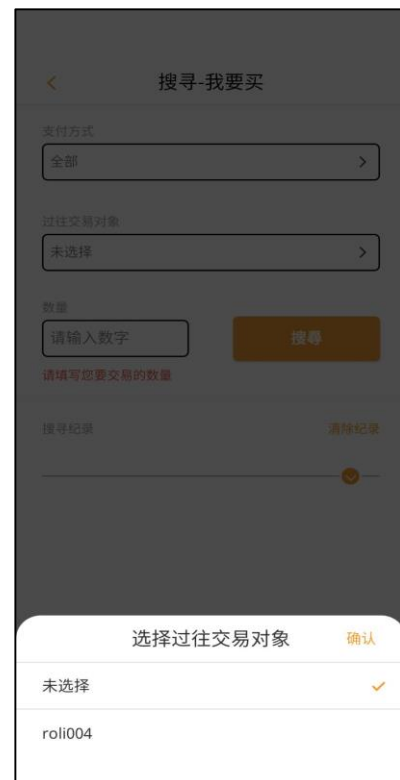 搜寻-我要买
支付方式
全部
过往交易对象
未选择
数量
请输入数字
搜寻
请填写您要交易的数量
搜寻纪录
清除纪录
选择过往交易对象
确认
未选择
roli004